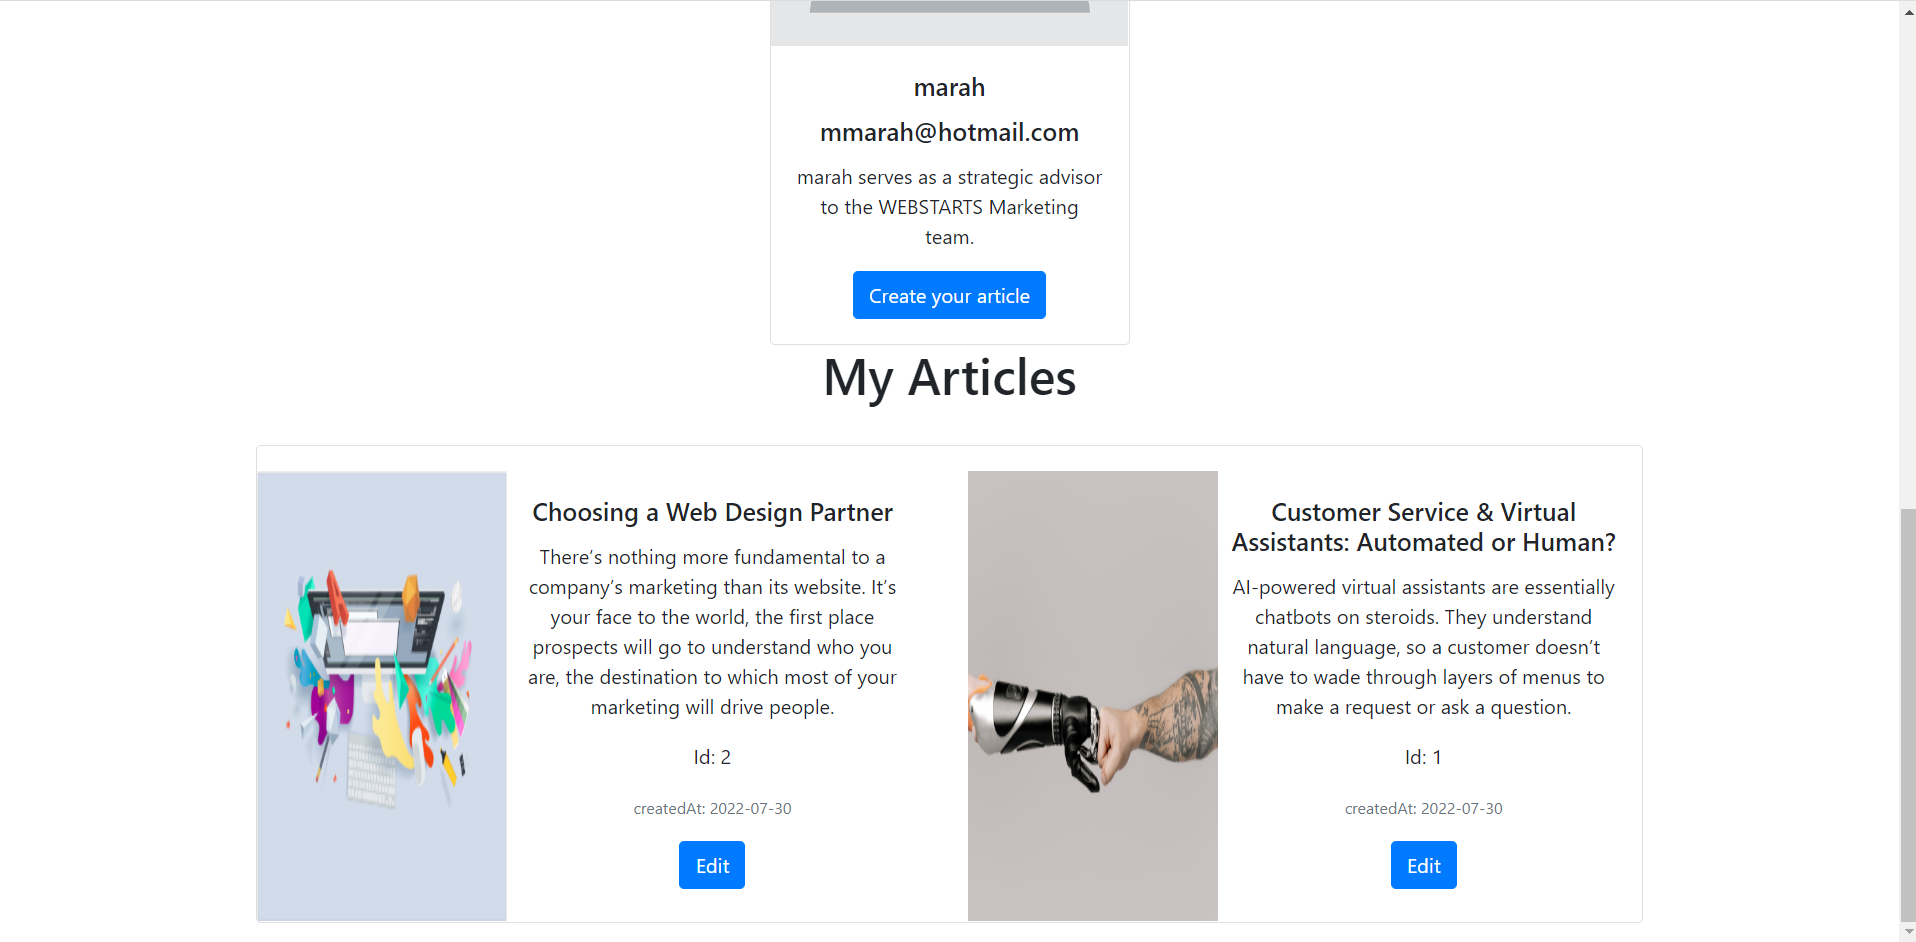 marah
mmarah@hotmail.com
marah serves as a strategic advisor
to the WEBSTARTS Marketing
team.
Create your article
My Articles
Choosing a Web Design Partner
There’s nothing more fundamental to a
company’s marketing than its website. It’s
your face to the world, the first place
prospects will go to understand who you
are, the destination to which most of your
marketing will drive people.
Id: 2
createdAt: 2022-07-30
Edit
Customer Service & Virtual
Assistants: Automated or Human?
AI-powered virtual assistants are essentially
chatbots on steroids. They understand
natural language, so a customer doesn’t
have to wade through layers of menus to
make a request or ask a question.
Id: 1
createdAt: 2022-07-30
Edit